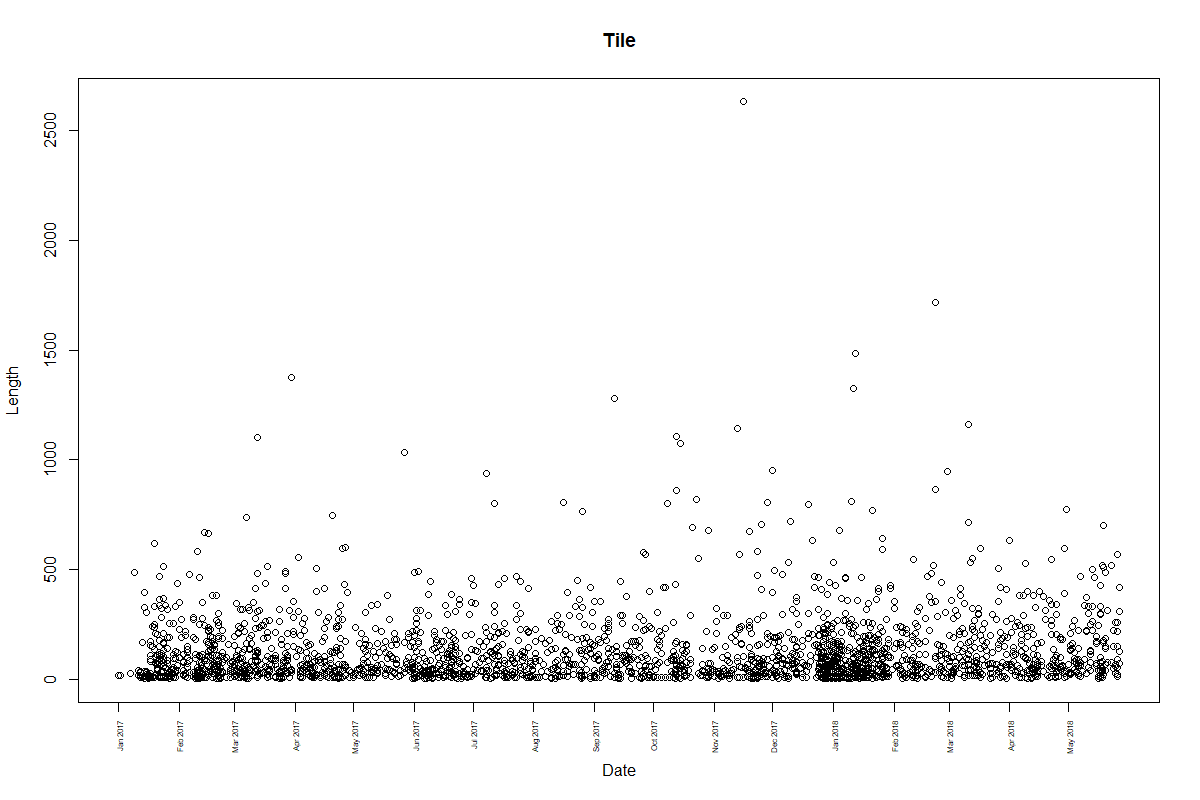 Tile
Length
2500
2000
1500
1000
500
0
Jan 2017
Feb 2017
Mar 2017
Apr 2017
May 2017
Jun 2017
Jul 2017
Aug 2017
Sep 2017
Oct 2017
Nov 2017
Dec 2017
Jan 2018
Feb 2018
Mar 2018
Apr 2018
May 2018
Date